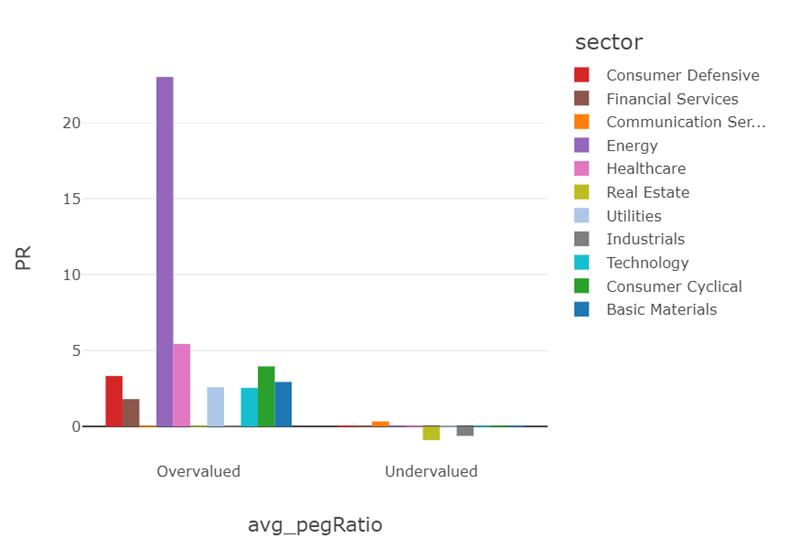 sector
Consumer Defensive
Financial Services
Communication Ser...
Energy
Healthcare
Real Estate
Utilities
Industrials
Technology
Consumer Cyclical
Basic Materials
PR
20
15
10
5
0
Overvalued
Undervalued
avg_pegRatio